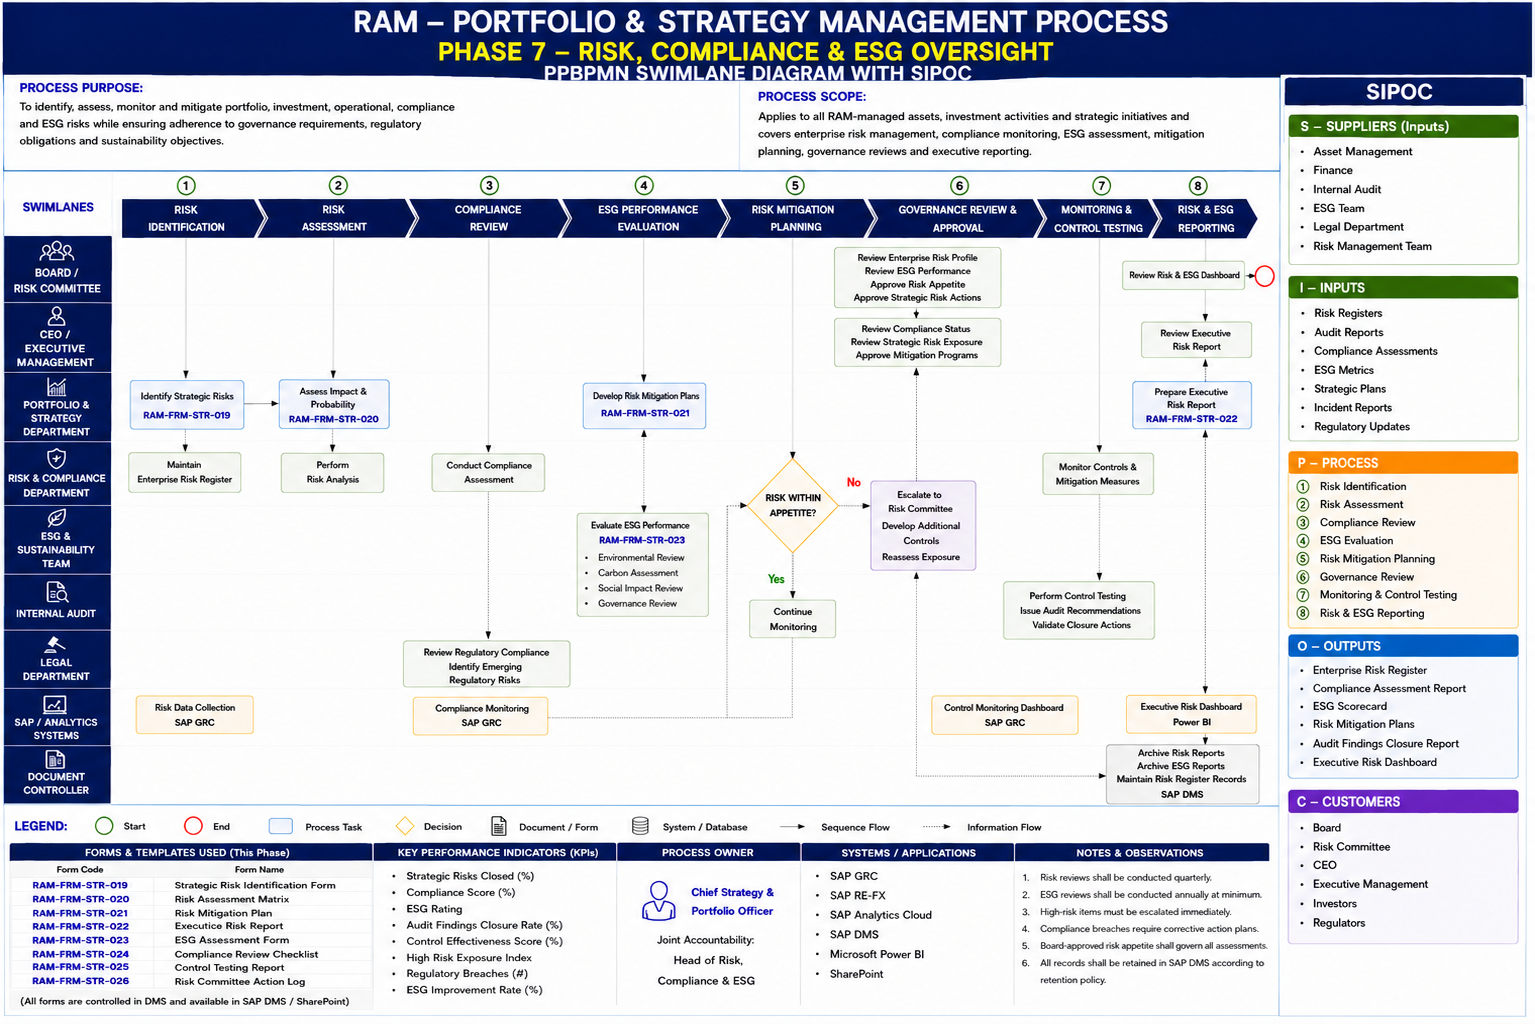 RAM – PORTFOLIO & STRATEGY MANAGEMENT PROCESS
PHASE 7 – RISK, COMPLIANCE & ESG OVERSIGHT
PPBPMN SWIMLANE DIAGRAM WITH SIPOC
PROCESS PURPOSE:
To identify, assess, monitor and mitigate portfolio, investment, operational, compliance
and ESG risks while ensuring adherence to governance requirements, regulatory
obligations and sustainability objectives.
PROCESS SCOPE:
Applies to all RAM-managed assets, investment activities and strategic initiatives and
covers enterprise risk management, compliance monitoring, ESG assessment, mitigation
planning, governance reviews and executive reporting.
SWIMLANES
1
RISK
IDENTIFICATION
2
RISK
ASSESSMENT
3
COMPLIANCE
REVIEW
4
ESG PERFORMANCE
EVALUATION
5
RISK MITIGATION
PLANNING
6
GOVERNANCE REVIEW &
APPROVAL
7
MONITORING &
CONTROL TESTING
8
RISK & ESG
REPORTING
BOARD /
RISK COMMITTEE
Review Enterprise Risk Profile
Review ESG Performance
Approve Risk Appetite
Approve Strategic Risk Actions
Review Risk & ESG Dashboard
CEO /
EXECUTIVE
MANAGEMENT
Review Compliance Status
Review Strategic Risk Exposure
Approve Mitigation Programs
Review Executive
Risk Report
PORTFOLIO &
STRATEGY
DEPARTMENT
Identify Strategic Risks
RAM-FRM-STR-019
Assess Impact &
Probability
RAM-FRM-STR-020
Develop Risk Mitigation Plans
RAM-FRM-STR-021
Prepare Executive
Risk Report
RAM-FRM-STR-022
RISK & COMPLIANCE
DEPARTMENT
Maintain
Enterprise Risk Register
Perform
Risk Analysis
Conduct Compliance
Assessment
RISK WITHIN
APPETITE?
No
Yes
Escalate to
Risk Committee
Develop Additional
Controls
Reassess Exposure
Monitor Controls &
Mitigation Measures
ESG &
SUSTAINABILITY
TEAM
Evaluate ESG Performance
RAM-FRM-STR-023
• Environmental Review
• Carbon Assessment
• Social Impact Review
• Governance Review
INTERNAL AUDIT
Continue
Monitoring
Perform Control Testing
Issue Audit Recommendations
Validate Closure Actions
LEGAL
DEPARTMENT
Review Regulatory Compliance
Identify Emerging
Regulatory Risks
SAP / ANALYTICS
SYSTEMS
Risk Data Collection
SAP GRC
Compliance Monitoring
SAP GRC
Control Monitoring Dashboard
SAP GRC
Executive Risk Dashboard
Power BI
DOCUMENT
CONTROLLER
Archive Risk Reports
Archive ESG Reports
Maintain Risk Register Records
SAP DMS
LEGEND:
Start
End
Process Task
Decision
Document / Form
System / Database
Sequence Flow
Information Flow
FORMS & TEMPLATES USED (This Phase)
Form Code Form Name
RAM-FRM-STR-019 Strategic Risk Identification Form
RAM-FRM-STR-020 Risk Assessment Matrix
RAM-FRM-STR-021 Risk Mitigation Plan
RAM-FRM-STR-022 Executice Risk Report
RAM-FRM-STR-023 ESG Assessment Form
RAM-FRM-STR-024 Compliance Review Checklist
RAM-FRM-STR-025 Control Testing Report
RAM-FRM-STR-026 Risk Committee Action Log
(All forms are controlled in DMS and available in SAP DMS / SharePoint)
KEY PERFORMANCE INDICATORS (KPIs)
• Strategic Risks Closed (%)
• Compliance Score (%)
• ESG Rating
• Audit Findings Closure Rate (%)
• Control Effectiveness Score (%)
• High Risk Exposure Index
• Regulatory Breaches (#)
• ESG Improvement Rate (%)
PROCESS OWNER
Chief Strategy &
Portfolio Officer
Joint Accountability:
Head of Risk,
Compliance & ESG
SYSTEMS / APPLICATIONS
• SAP GRC
• SAP RE-FX
• SAP Analytics Cloud
• SAP DMS
• Microsoft Power BI
• SharePoint
NOTES & OBSERVATIONS
1. Risk reviews shall be conducted quarterly.
2. ESG reviews shall be conducted annually at minimum.
3. High-risk items must be escalated immediately.
4. Compliance breaches require corrective action plans.
5. Board-approved risk appetite shall govern all assessments.
6. All records shall be retained in SAP DMS according to
retention policy.
SIPOC
S – SUPPLIERS (Inputs)
• Asset Management
• Finance
• Internal Audit
• ESG Team
• Legal Department
• Risk Management Team
I – INPUTS
• Risk Registers
• Audit Reports
• Compliance Assessments
• ESG Metrics
• Strategic Plans
• Incident Reports
• Regulatory Updates
P – PROCESS
1 Risk Identification
2 Risk Assessment
3 Compliance Review
4 ESG Evaluation
5 Risk Mitigation Planning
6 Governance Review
7 Monitoring & Control Testing
8 Risk & ESG Reporting
O – OUTPUTS
• Enterprise Risk Register
• Compliance Assessment Report
• ESG Scorecard
• Risk Mitigation Plans
• Audit Findings Closure Report
• Executive Risk Dashboard
C – CUSTOMERS
• Board
• Risk Committee
• CEO
• Executive Management
• Investors
• Regulators